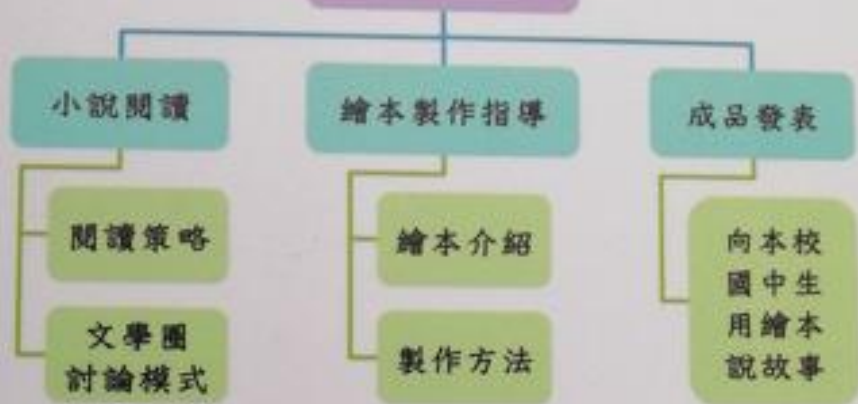 小說閱讀
繪本製作指導
成品發表
閱讀策略
文學圈
討論模式
繪本介紹
製作方法
向本校
國中生
用繪本
說故事